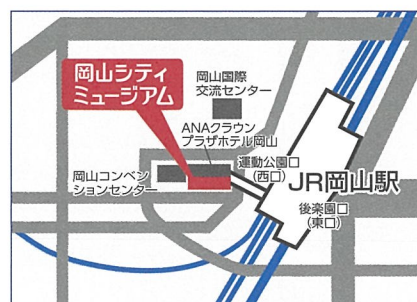 岡山シティ
ミュージアム
岡山国際
交流センター
ANAクラウン
プラザホテル岡山
運動公園口
(西口)
岡山コンベン
ションセンター
JR岡山駅
後楽園口
(東口)